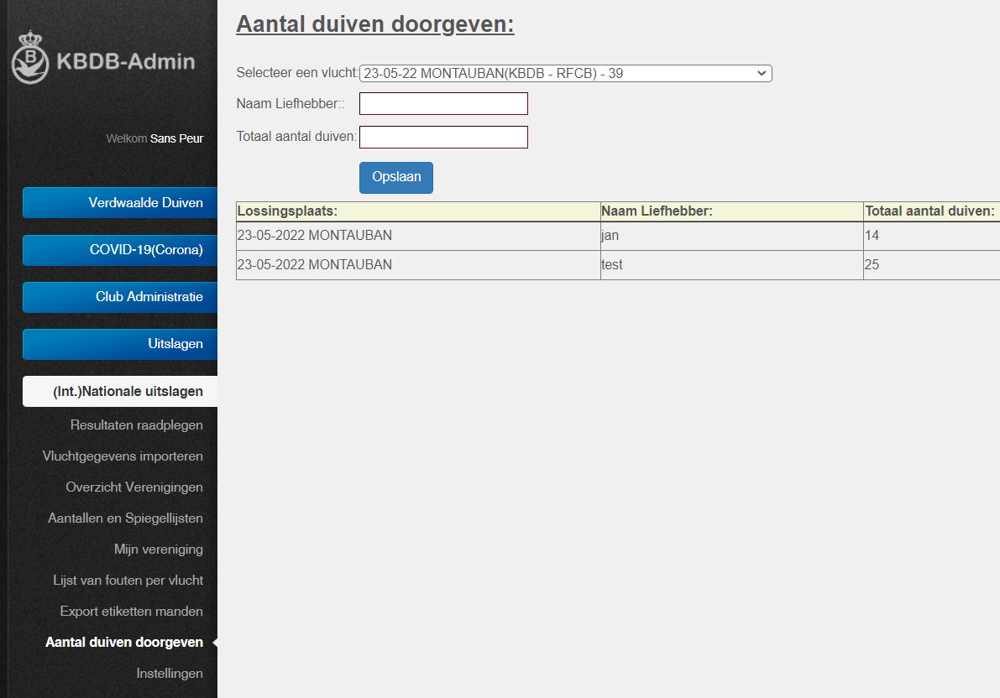 B
KBDB-Admin
Welkom Sans Peur
Verdwaalde Duiven
COVID-19(Corona)
Club Administratie
Uitslagen
(Int.)Nationale uitslagen
Resultaten raadplegen
Vluchtgegevens importeren
Overzicht Verenigingen
Aantallen en Spiegellijsten
Mijn vereniging
Lijst van fouten per vlucht
Export etiketten manden
Aantal duiven doorgeven
Instellingen
Aantal duiven doorgeven:
Selecteer een vlucht: 23-05-22 MONTAUBAN(KBDB - RFCB) - 39
Naam Liefhebber::
Totaal aantal duiven:
Opslaan
Lossingsplaats: Naam Liefhebber: Totaal aantal duiven:
23-05-2022 MONTAUBAN jan 14
23-05-2022 MONTAUBAN test 25